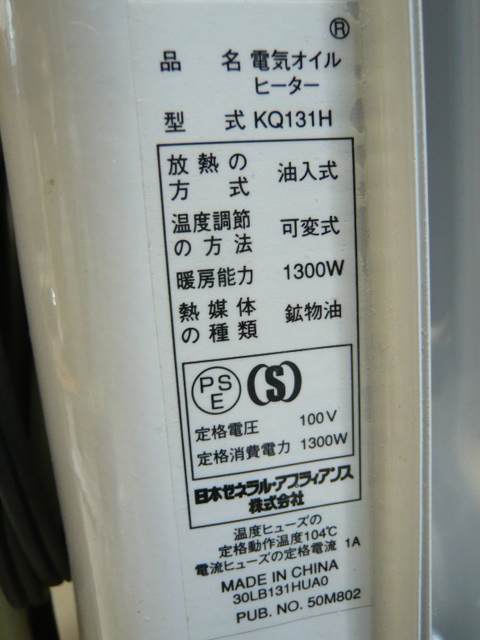 ®
品 名 電気オイル
ヒーター
型 式 KQ131H
放熱の
方 式 油入式
温度調節
の方法 可変式
暖房能力 1300W
熱媒体
の種類 鉱物油
PS
E (S)
定格電圧 100V
定格消費電力 1300W
日本ゼネラル・アプライアンス
株式会社
温度ヒューズの
定格動作温度104℃
電流ヒューズの定格電流 1A
MADE IN CHINA
30LB131HUA0
PUB. NO. 50M802